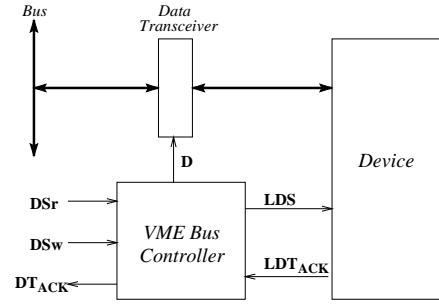 Bus
Data
Transceiver
D
Device
DSr
DSw
DTACK
VME Bus
Controller
LDS
LDTACK